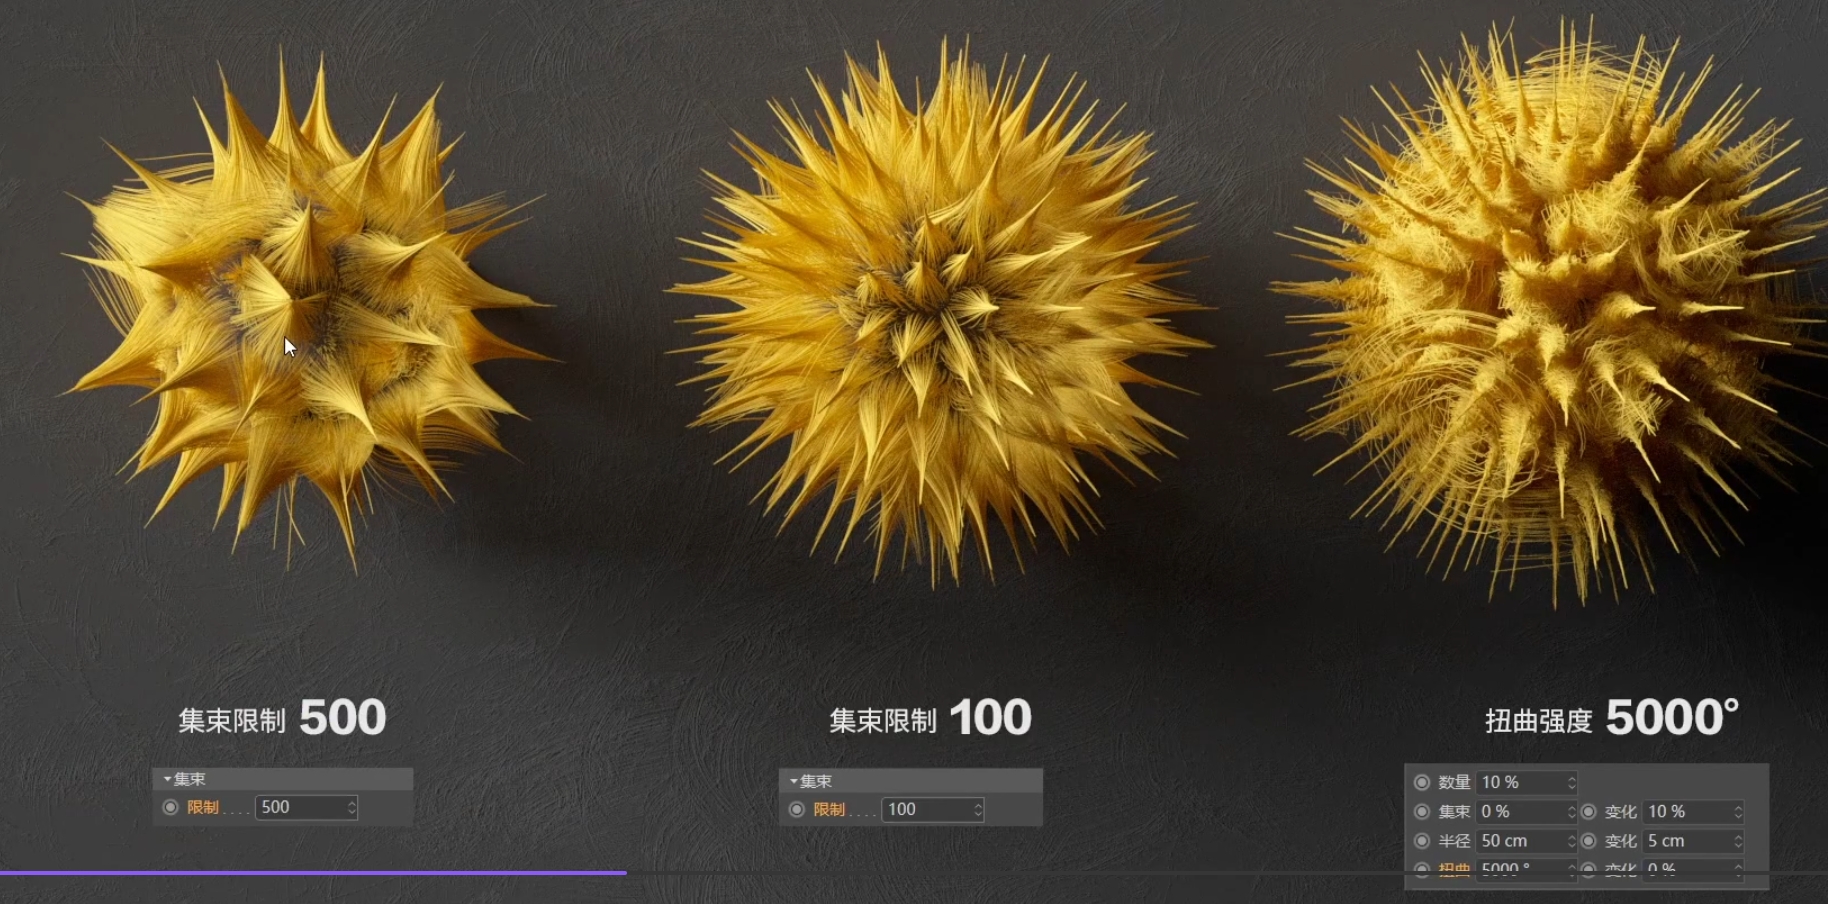 集束限制 500
集束限制 100
扭曲强度 5000°
集束
限制.... 500
集束
限制.... 100
数量 10 %
集束 0 % 变化 10 %
半径 50 cm 变化 5 cm
扭曲 5000 ° 变化 0 %